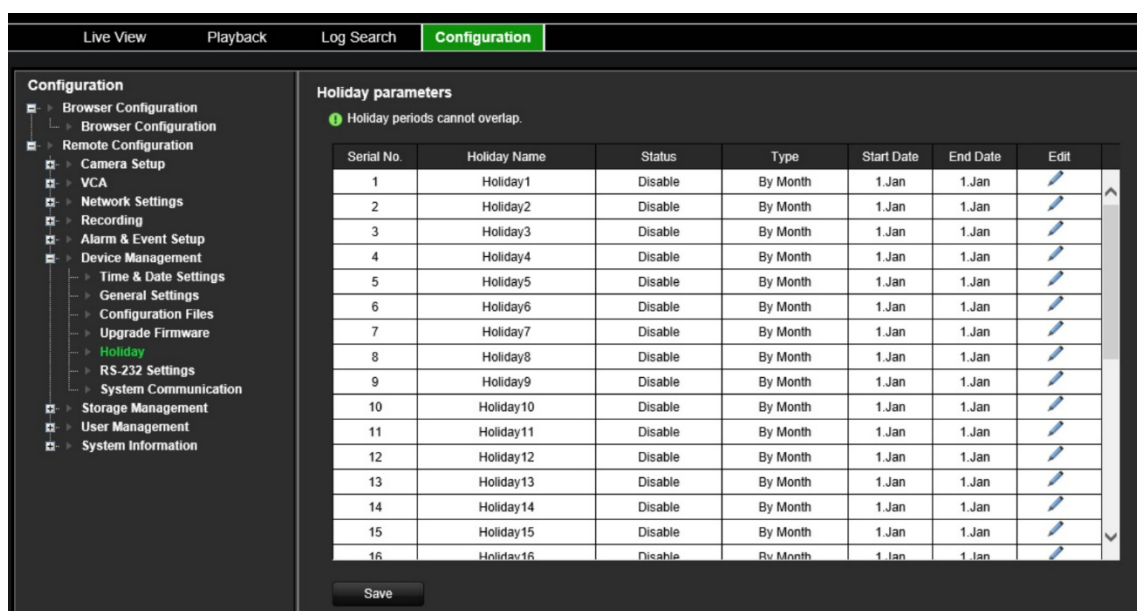 Live View Playback Log Search Configuration
Configuration
Browser Configuration
Browser Configuration
Remote Configuration
Camera Setup
VCA
Network Settings
Recording
Alarm & Event Setup
Device Management
Time & Date Settings
General Settings
Configuration Files
Upgrade Firmware
Holiday
RS-232 Settings
System Communication
Storage Management
User Management
System Information
Holiday parameters
Holiday periods cannot overlap.
Serial No. Holiday Name Status Type Start Date End Date Edit
1 Holiday1 Disable By Month 1.Jan 1.Jan
2 Holiday2 Disable By Month 1.Jan 1.Jan
3 Holiday3 Disable By Month 1.Jan 1.Jan
4 Holiday4 Disable By Month 1.Jan 1.Jan
5 Holiday5 Disable By Month 1.Jan 1.Jan
6 Holiday6 Disable By Month 1.Jan 1.Jan
7 Holiday7 Disable By Month 1.Jan 1.Jan
8 Holiday8 Disable By Month 1.Jan 1.Jan
9 Holiday9 Disable By Month 1.Jan 1.Jan
10 Holiday10 Disable By Month 1.Jan 1.Jan
11 Holiday11 Disable By Month 1.Jan 1.Jan
12 Holiday12 Disable By Month 1.Jan 1.Jan
13 Holiday13 Disable By Month 1.Jan 1.Jan
14 Holiday14 Disable By Month 1.Jan 1.Jan
15 Holiday15 Disable By Month 1.Jan 1.Jan
16 Holiday16 Disable By Month 1.Jan 1.Jan
Save